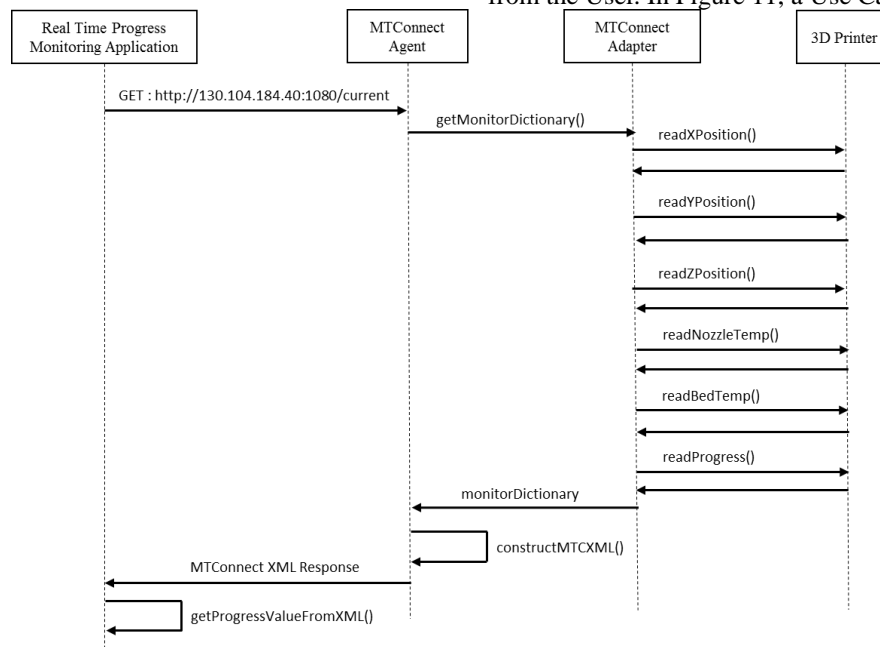 from the User. In Figure 11, a Use Ca
Real Time Progress
Monitoring Application
MTConnect
Agent
MTConnect
Adapter
3D Printer
GET : http://130.104.184.40:1080/current
getMonitorDictionary()
readXPosition()
readYPosition()
readZPosition()
readNozzleTemp()
readBedTemp()
readProgress()
monitorDictionary
constructMTCXML()
MTConnect XML Response
getProgressValueFromXML()